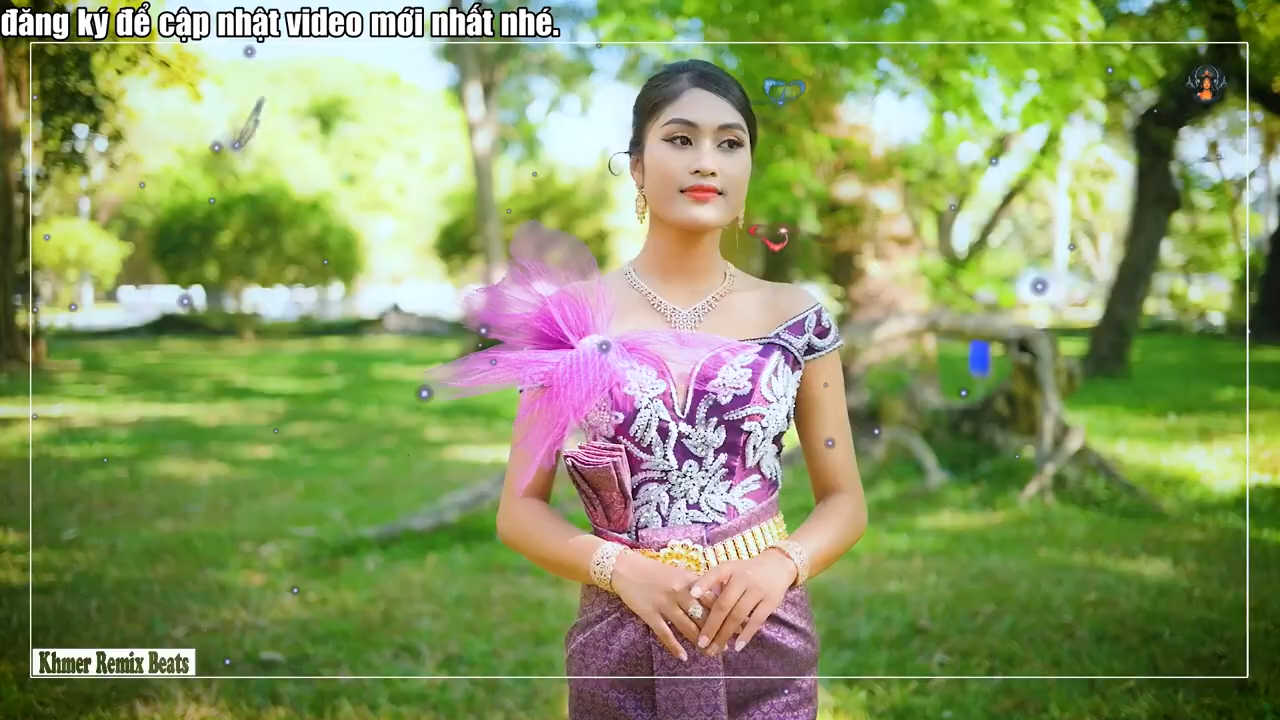 đăng ký để cập nhật video mới nhất nhé.
Khmer Remix Beats